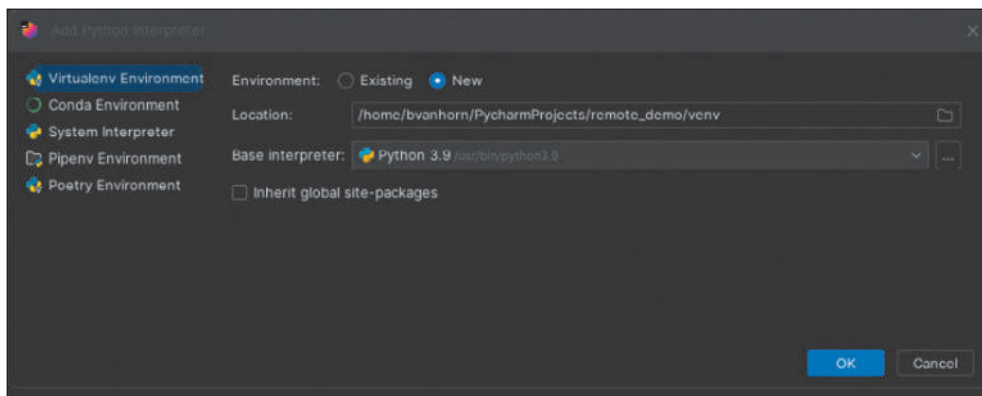 Add Python Interpreter
Virtualenv Environment
Conda Environment
System Interpreter
Pipenv Environment
Poetry Environment
Environment: Existing New
Location: /home/bvanhorn/PycharmProjects/remote_demo/venv
Base interpreter: Python 3.9 /usr/bin/python3.9 ...
Inherit global site-packages
OK Cancel